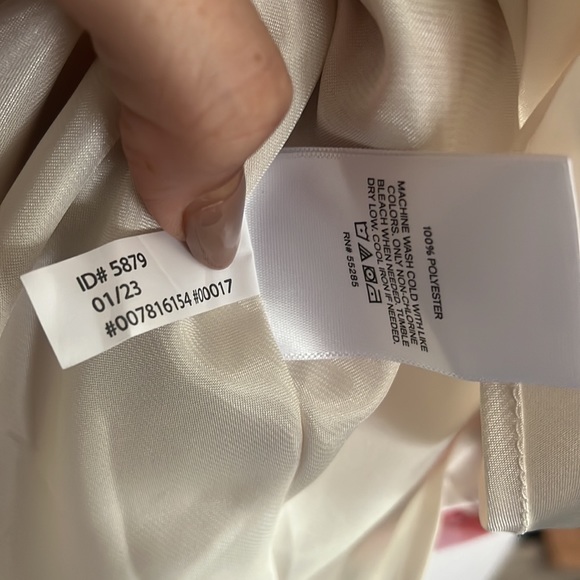 ID# 5879
01/23
#007816154 #00017
100% POLYESTER
MACHINE WASH COLD WITH LIKE
COLORS. ONLY NON-CHLORINE
BLEACH WHEN NEEDED. TUMBLE
DRY LOW. COOL IRON IF NEEDED.
RN# 55285